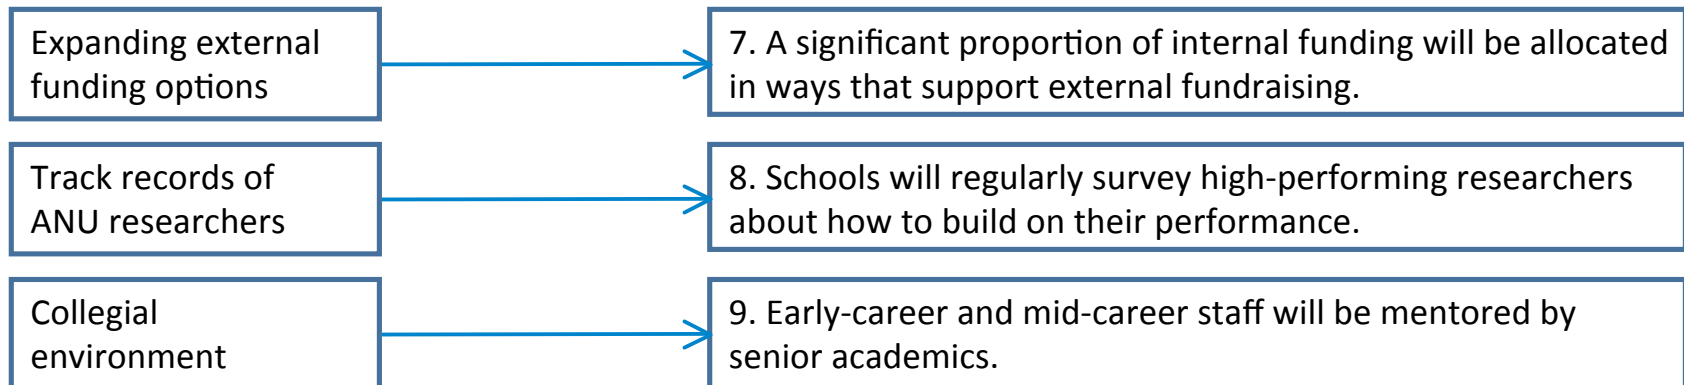 Expanding external
funding options
7. A significant proportion of internal funding will be allocated
in ways that support external fundraising.
Track records of
ANU researchers
8. Schools will regularly survey high-performing researchers
about how to build on their performance.
Collegial
environment
9. Early-career and mid-career staff will be mentored by
senior academics.